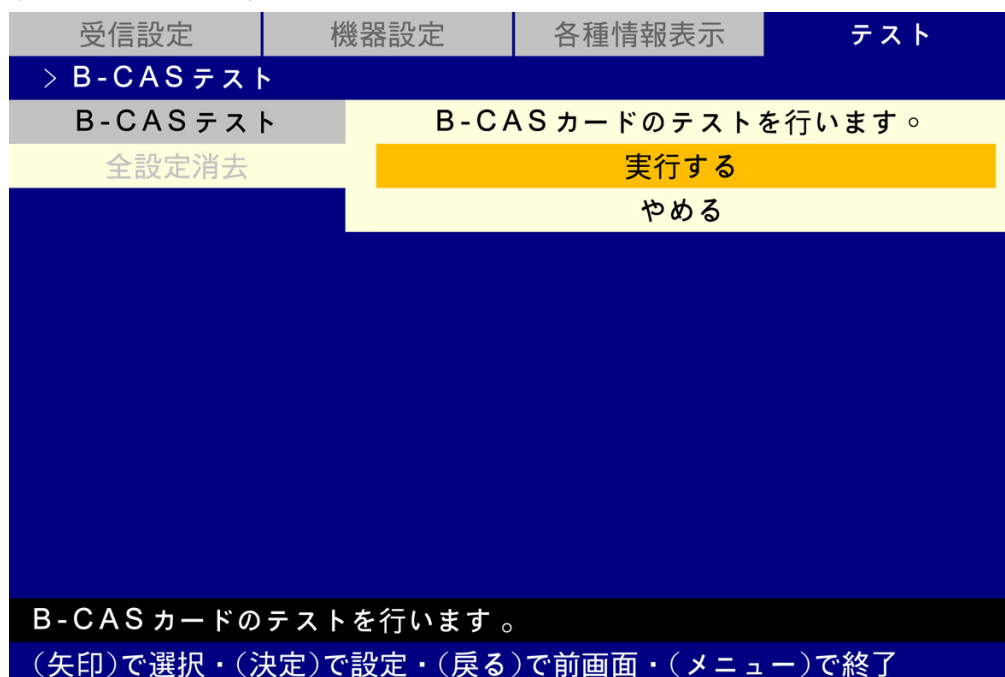 受信設定 機器設定 各種情報表示 テスト
> B-CASテスト
B-CASテスト B-CASカードのテストを行います。
全設定消去 実行する
やめる
B-CASカードのテストを行います。
(矢印)で選択・(決定)で設定・(戻る)で前画面・(メニュー)で終了